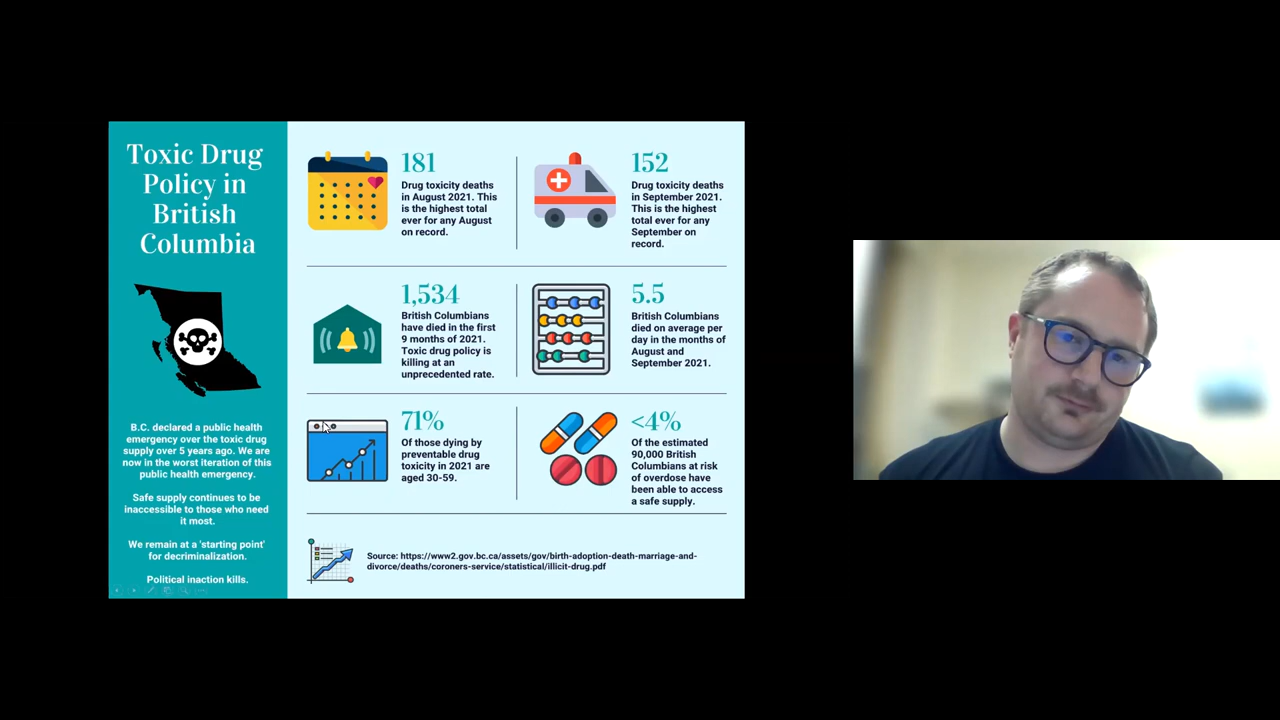 Toxic Drug
Policy in
British
Columbia
B.C. declared a public health
emergency over the toxic drug
supply over 5 years ago. We are
now in the worst iteration of this
public health emergency.
Safe supply continues to be
inaccessible to those who need
it most.
We remain at a 'starting point'
for decriminalization.
Political inaction kills.
181
Drug toxicity deaths
in August 2021. This
is the highest total
ever for any August
on record.
152
Drug toxicity deaths
in September 2021.
This is the highest
total ever for any
September on
record.
1,534
British Columbians
have died in the first
9 months of 2021.
Toxic drug policy is
killing at an
unprecedented rate.
5.5
British Columbians
died on average per
day in the months of
August and
September 2021.
71%
Of those dying by
preventable drug
toxicity in 2021 are
aged 30-59.
<4%
Of the estimated
90,000 British
Columbians at risk
of overdose have
been able to access
a safe supply.
Source: https://www2.gov.bc.ca/assets/gov/birth-adoption-death-marriage-and-
divorce/deaths/coroners-service/statistical/illicit-drug.pdf